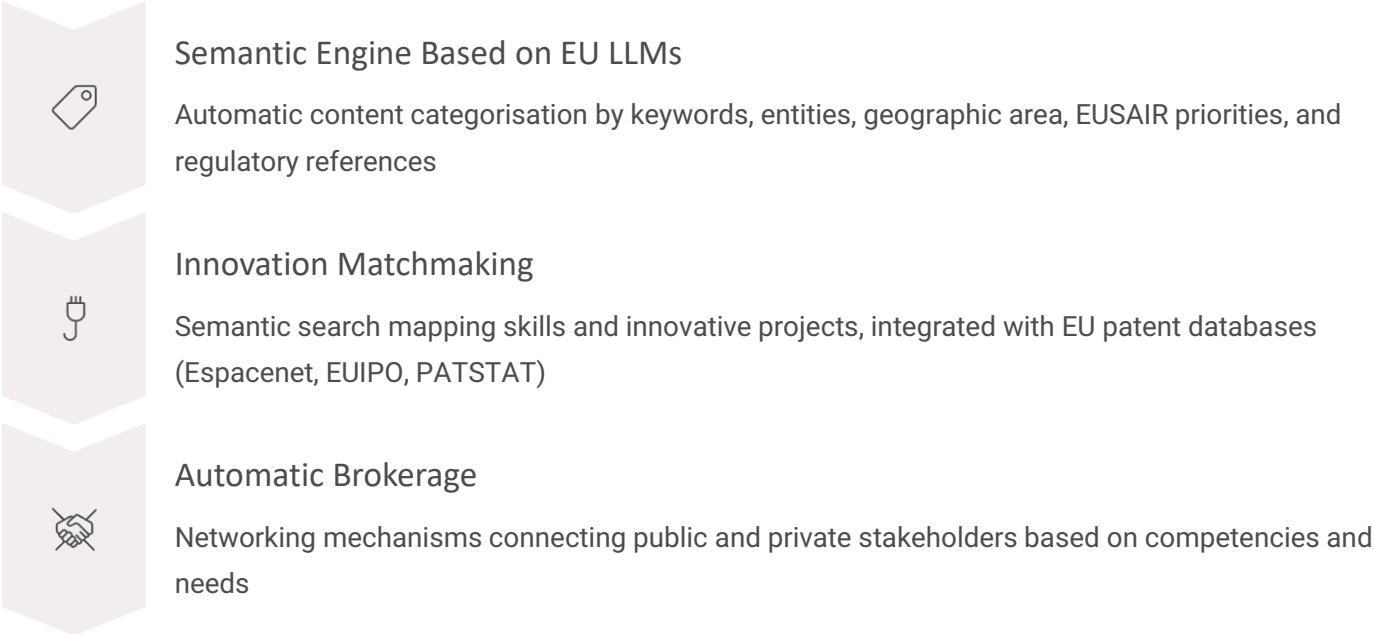 Semantic Engine Based on EU LLMs
Automatic content categorisation by keywords, entities, geographic area, EUSAIR priorities, and
regulatory references
Innovation Matchmaking
Semantic search mapping skills and innovative projects, integrated with EU patent databases
(Espacenet, EUIPO, PATSTAT)
Automatic Brokerage
Networking mechanisms connecting public and private stakeholders based on competencies and
needs